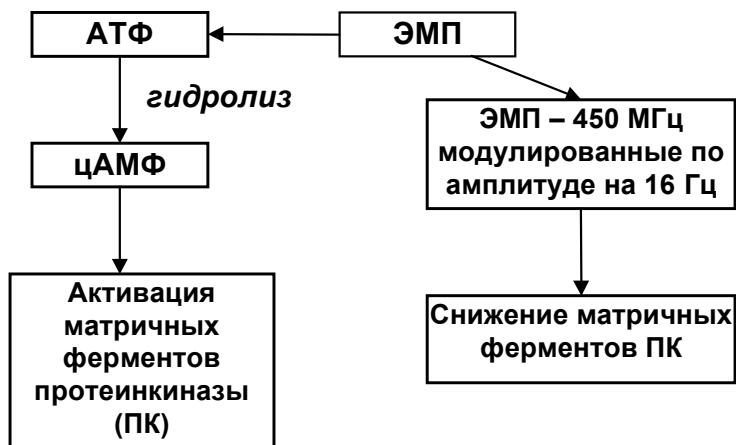 АТФ
ЭМП
гидролиз
ЭМП – 450 МГц
модулированные по
амплитуде на 16 Гц
цАМФ
Активация
матричных
ферментов
протеинкиназы
(ПК)
Снижение матричных
ферментов ПК